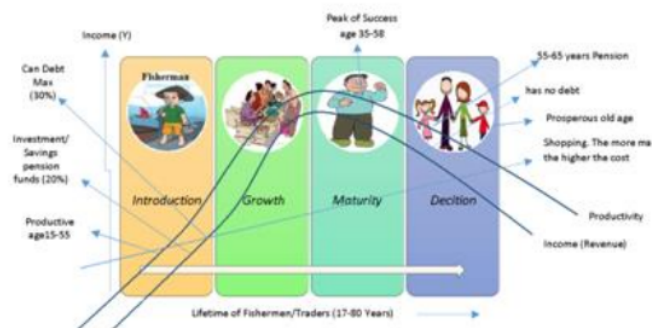 Peak of Success
age 35-58
Income (Y)
Can Debt
Max
(30%)
Fisherman
55-65 years Pension
has no debt
Prosperous old age
Investment/
Savings
pension
funds (20%)
Shopping. The more ma
the higher the cost
Introduction
Growth
Maturity
Decition
Productive
age15-55
Productivity
Income (Revenue)
Lifetime of Fishermen/Traders (17-80 Years)